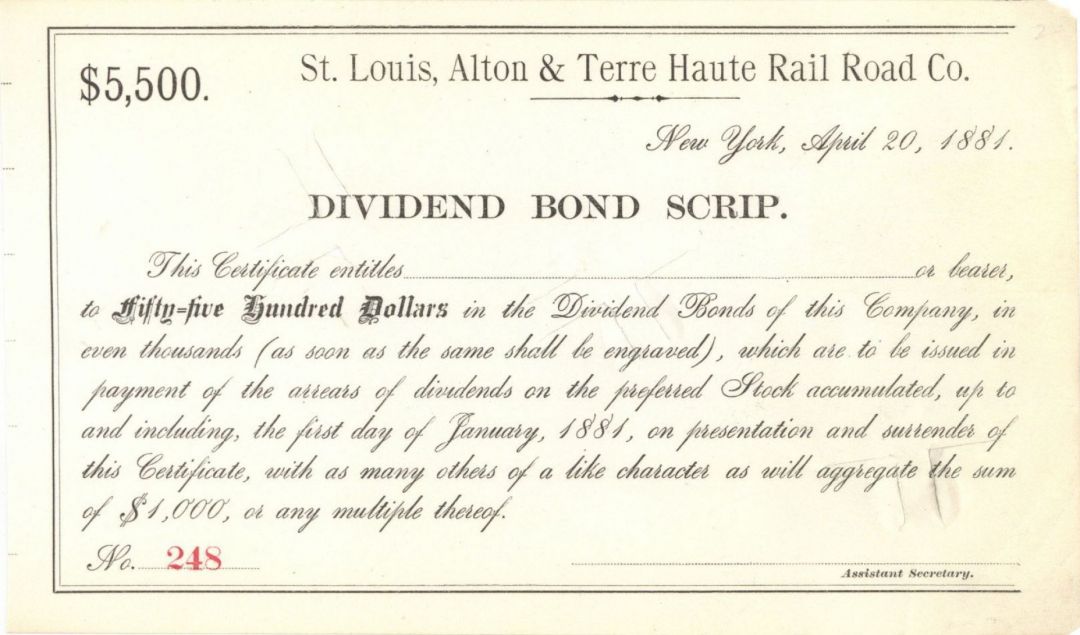 $5,500.
St. Louis, Alton & Terre Haute Rail Road Co.
New York, April 20, 1881.
DIVIDEND BOND SCRIP.
This Certificate entitles or bearer,
to Fifty-five Hundred Dollars in the Dividend Bonds of this Company, in
even thousands (as soon as the same shall be engraved), which are to be issued in
payment of the arrears of dividends on the preferred Stock accumulated, up to
and including, the first day of January, 1881, on presentation and surrender of
this Certificate, with as many others of a like character as will aggregate the sum
of $1,000, or any multiple thereof.
No. 248
Assistant Secretary.